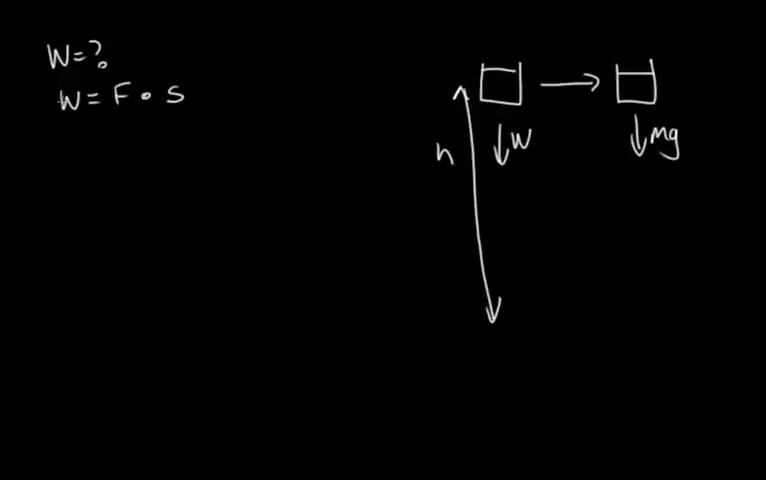 W=?
W = F • S
W
mg
h